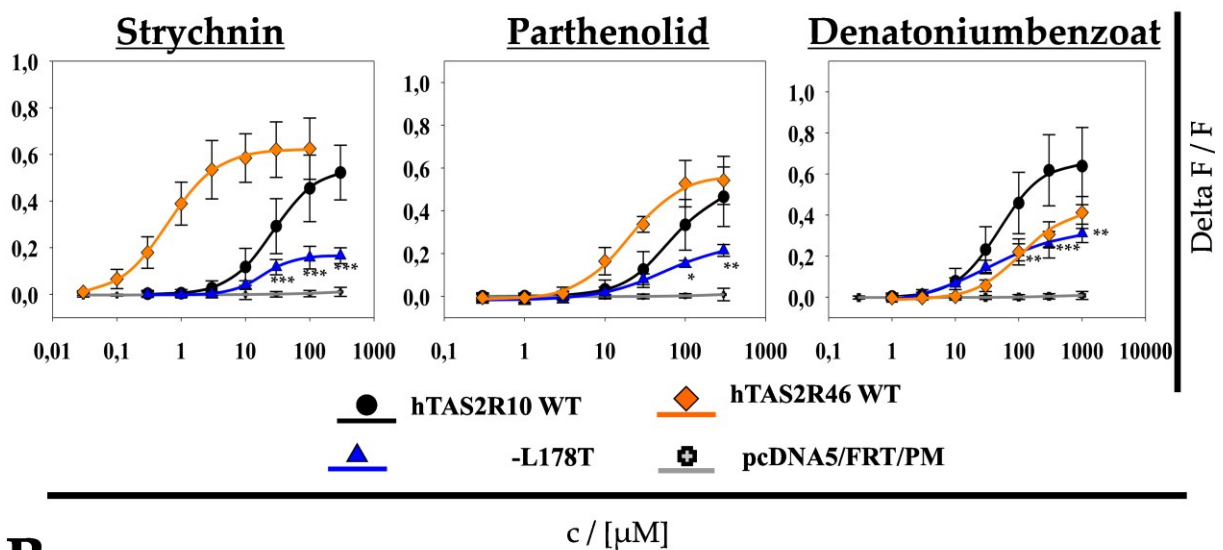 Strychnin
Parthenolid
Denatoniumbenzoat
1,0
0,8
0,6
0,4
0,2
0,0
*** *** ***
0,01 0,1 1 10 100 1000
1,0
0,8
0,6
0,4
0,2
0,0
* **
0,1 1 10 100 1000
1,0
0,8
0,6
0,4
0,2
0,0
** *** **
0,1 1 10 100 1000 10000
Delta F / F
hTAS2R10 WT
hTAS2R46 WT
-L178T
pcDNA5/FRT/PM
c / [µM]